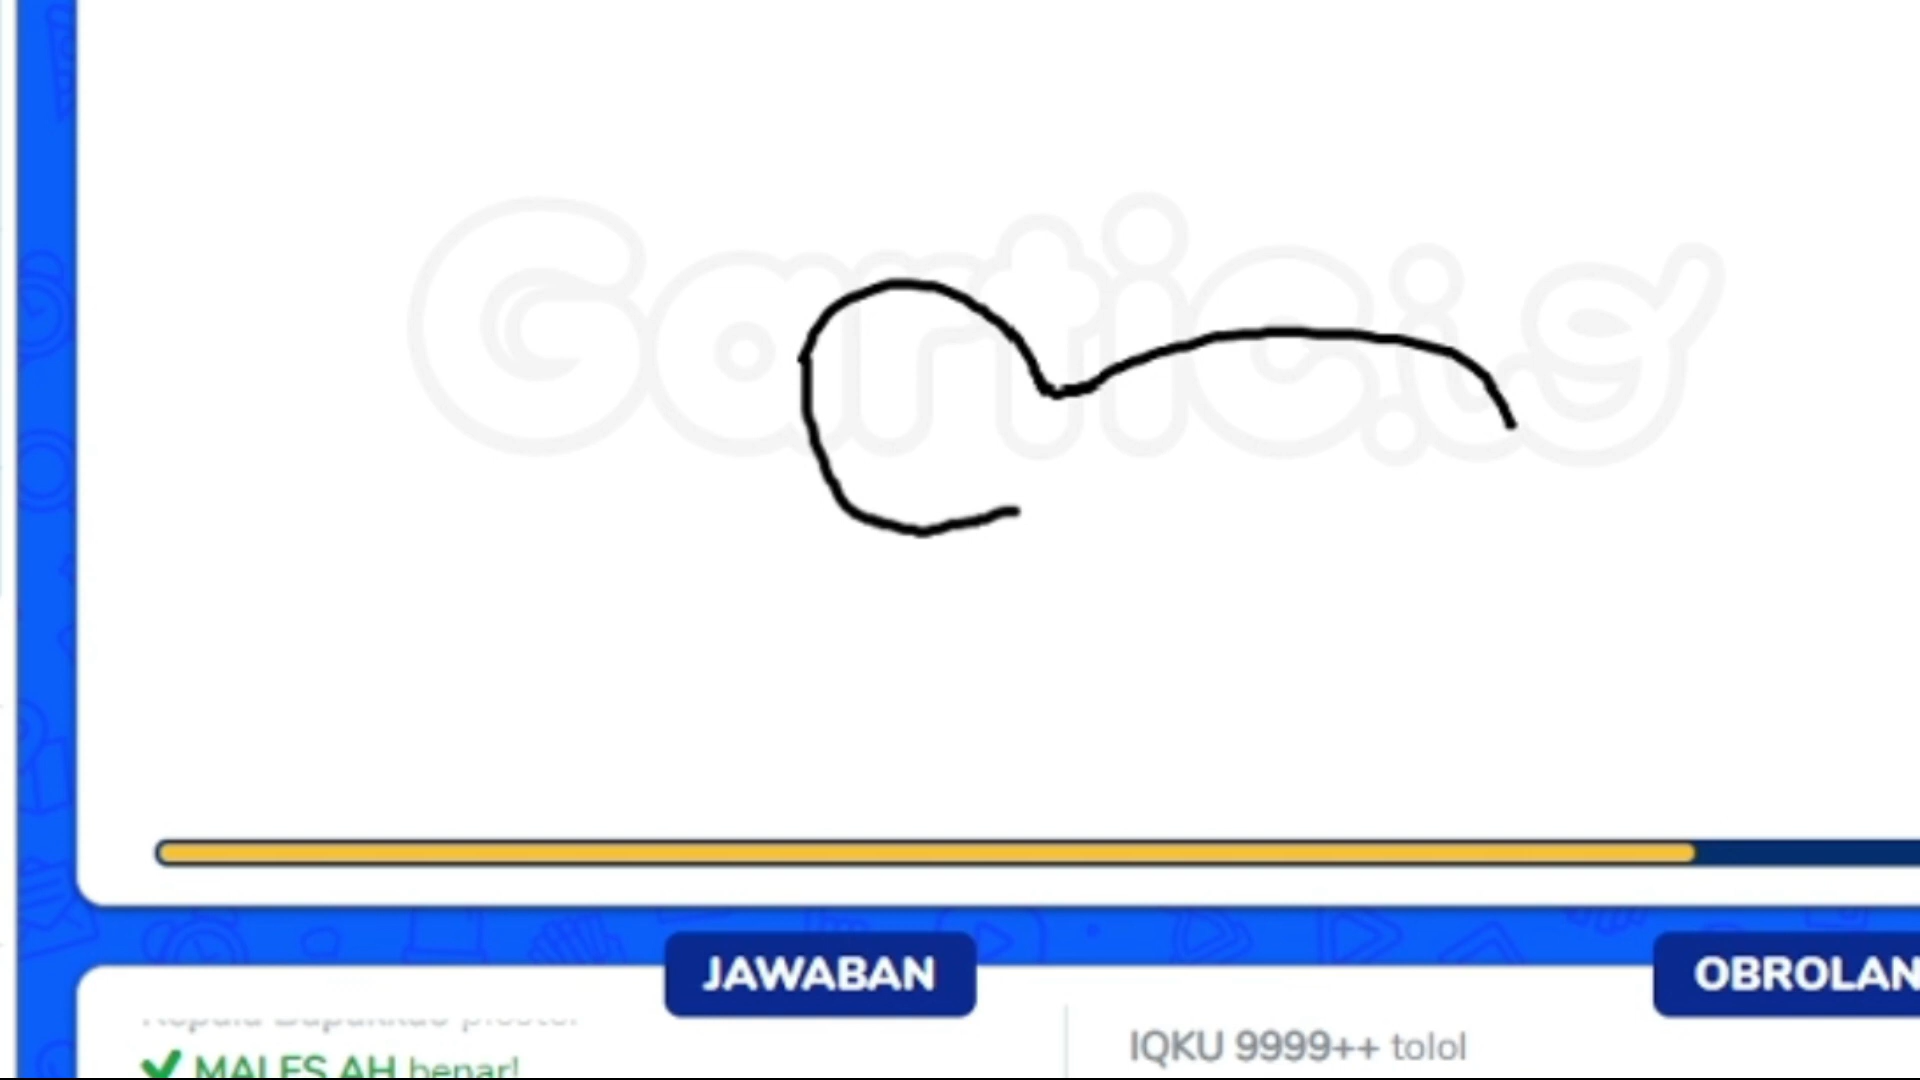 Gartic.io
JAWABAN
OBROLAN
MALES AH benar!
IQKU 9999++ tolol